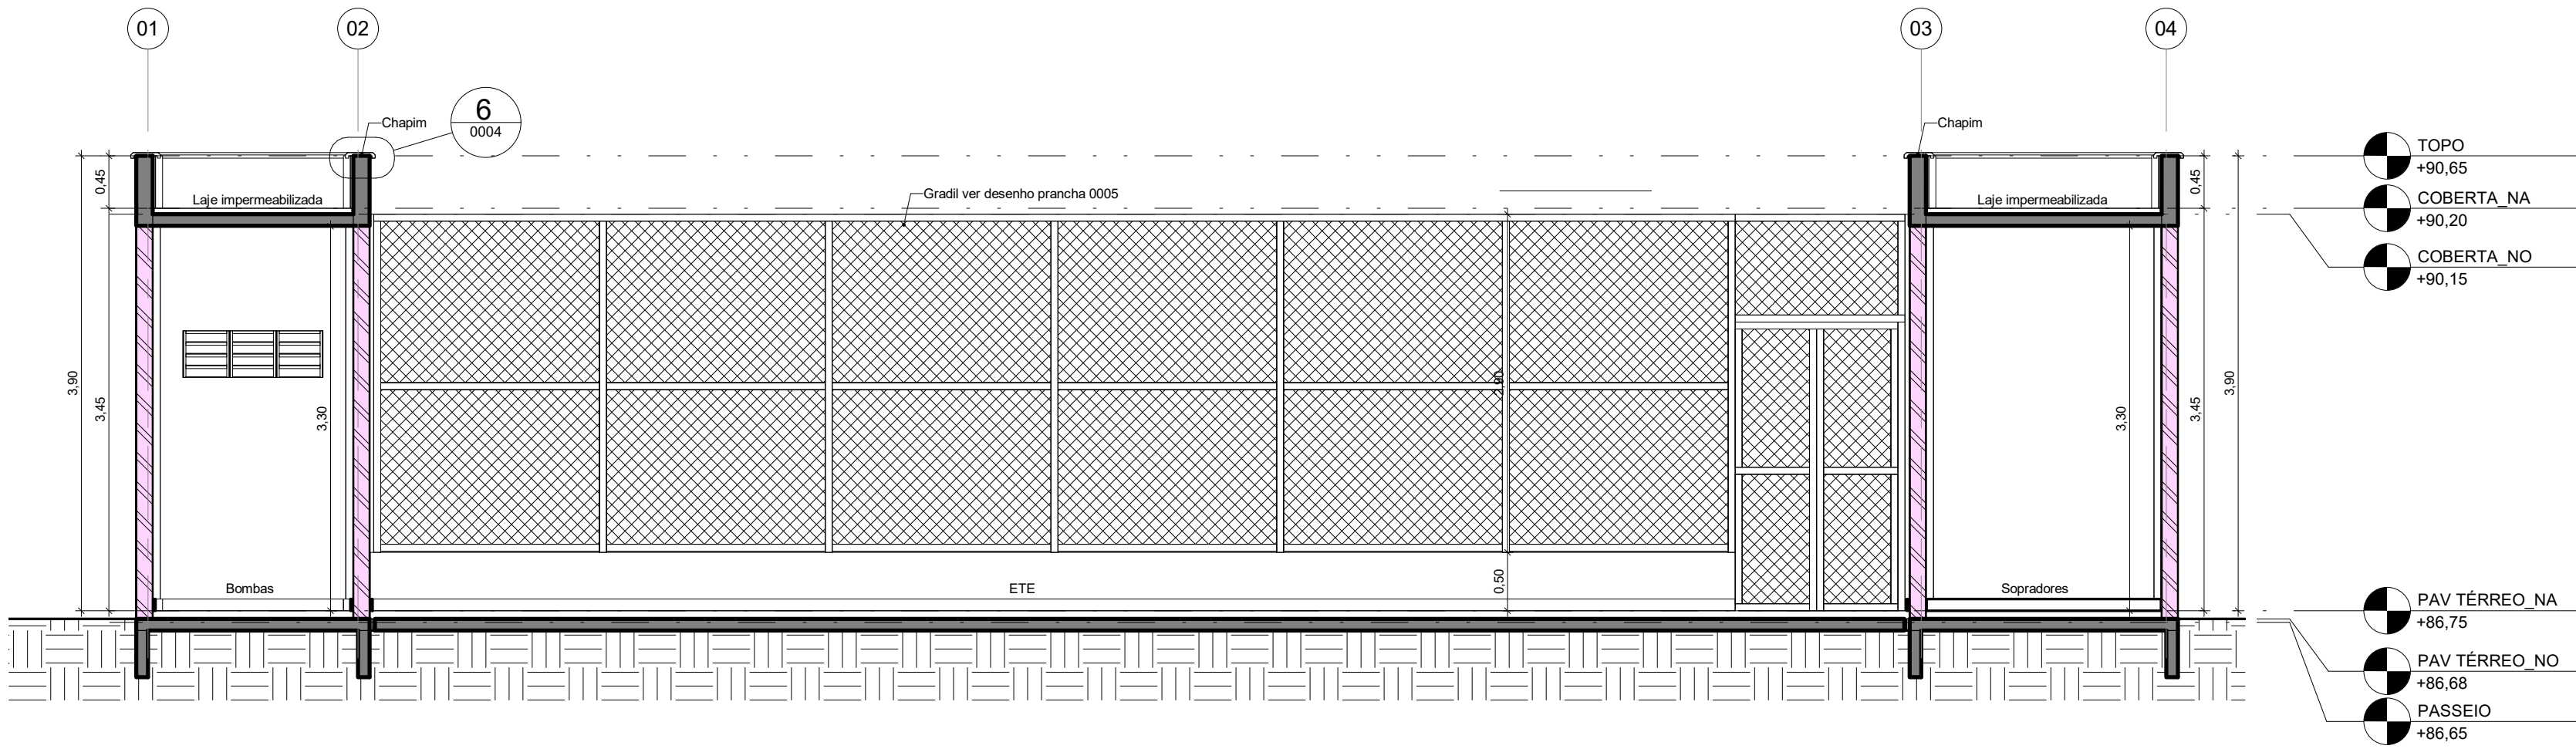 01
02
03
04
6
0004
Chapim
Chapim
TOPO
+90,65
0,45
0,45
Laje impermeabilizada
Gradil ver desenho prancha 0005
Laje impermeabilizada
COBERTA_NA
+90,20
COBERTA_NO
+90,15
3,90
3,45
3,30
2,90
3,30
3,45
3,90
0,50
Bombas
ETE
Sopradores
PAV TÉRREO_NA
+86,75
PAV TÉRREO_NO
+86,68
PASSEIO
+86,65